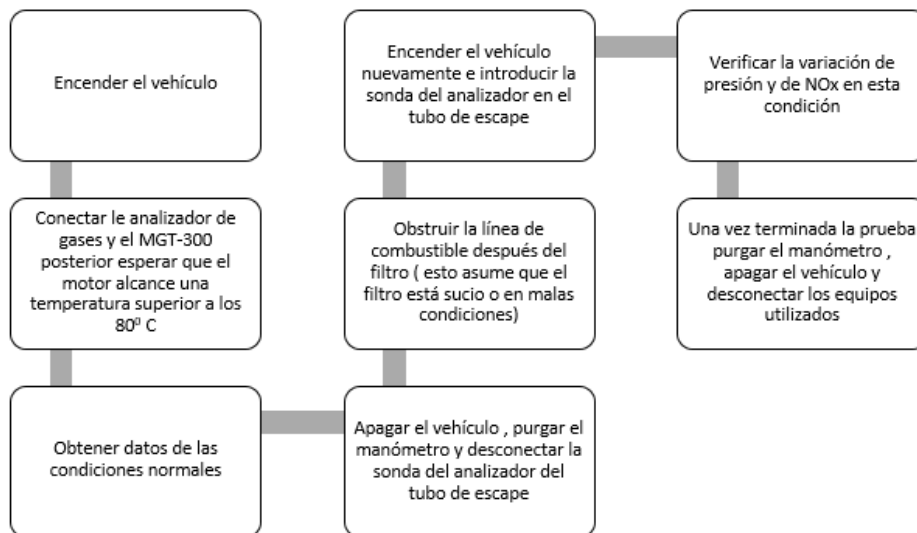 Encender el vehículo
Conectar le analizador de
gases y el MGT-300
posterior esperar que el
motor alcance una
temperatura superior a los
80⁰ C
Obtener datos de las
condiciones normales
Apagar el vehículo , purgar el
manómetro y desconectar la
sonda del analizador del
tubo de escape
Obstruir la línea de
combustible después del
filtro ( esto asume que el
filtro está sucio o en malas
condiciones)
Encender el vehículo
nuevamente e introducir la
sonda del analizador en el
tubo de escape
Verificar la variación de
presión y de NOx en esta
condición
Una vez terminada la prueba
purgar el manómetro ,
apagar el vehículo y
desconectar los equipos
utilizados